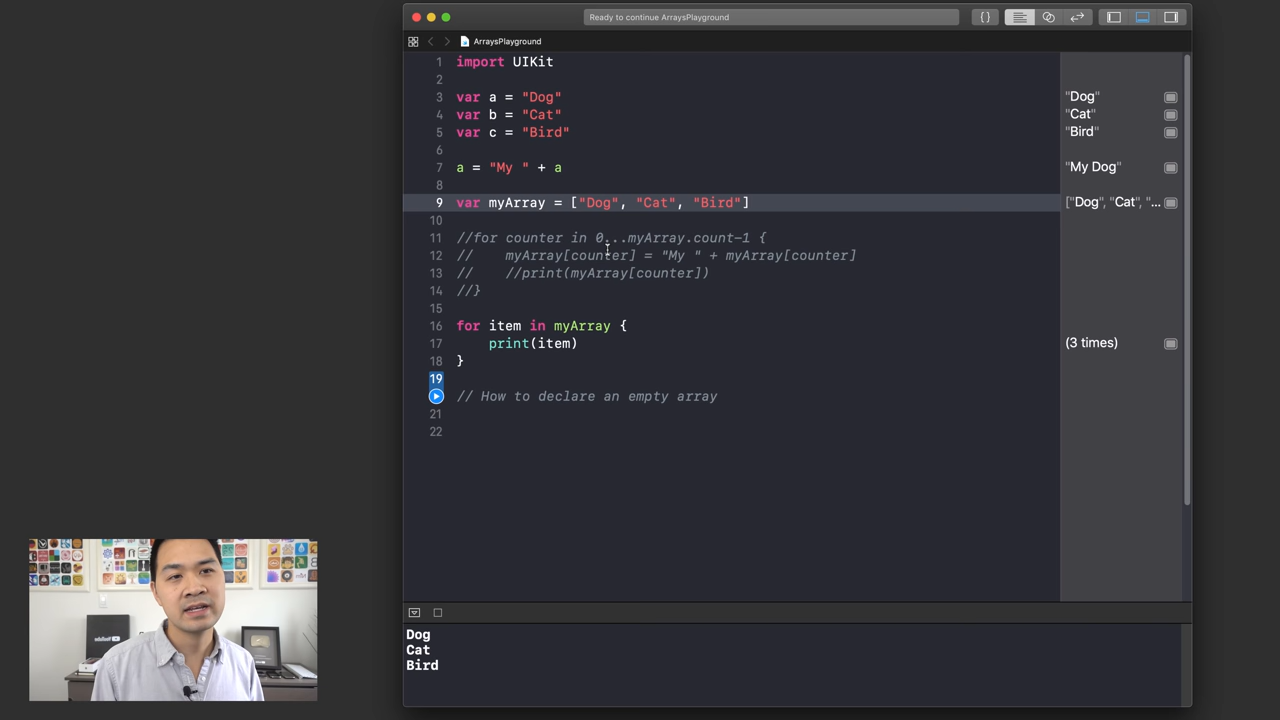 Ready to continue ArraysPlayground
{}
ArraysPlayground
1 import UIKit
2
3 var a = "Dog" "Dog"
4 var b = "Cat" "Cat"
5 var c = "Bird" "Bird"
6
7 a = "My " + a "My Dog"
8
9 var myArray = ["Dog", "Cat", "Bird"] ["Dog", "Cat", "...
10
11 //for counter in 0...myArray.count-1 {
12 // myArray[counter] = "My " + myArray[counter]
13 // //print(myArray[counter])
14 //}
15
16 for item in myArray {
17 print(item) (3 times)
18 }
19
// How to declare an empty array
21
22
Dog
Cat
Bird